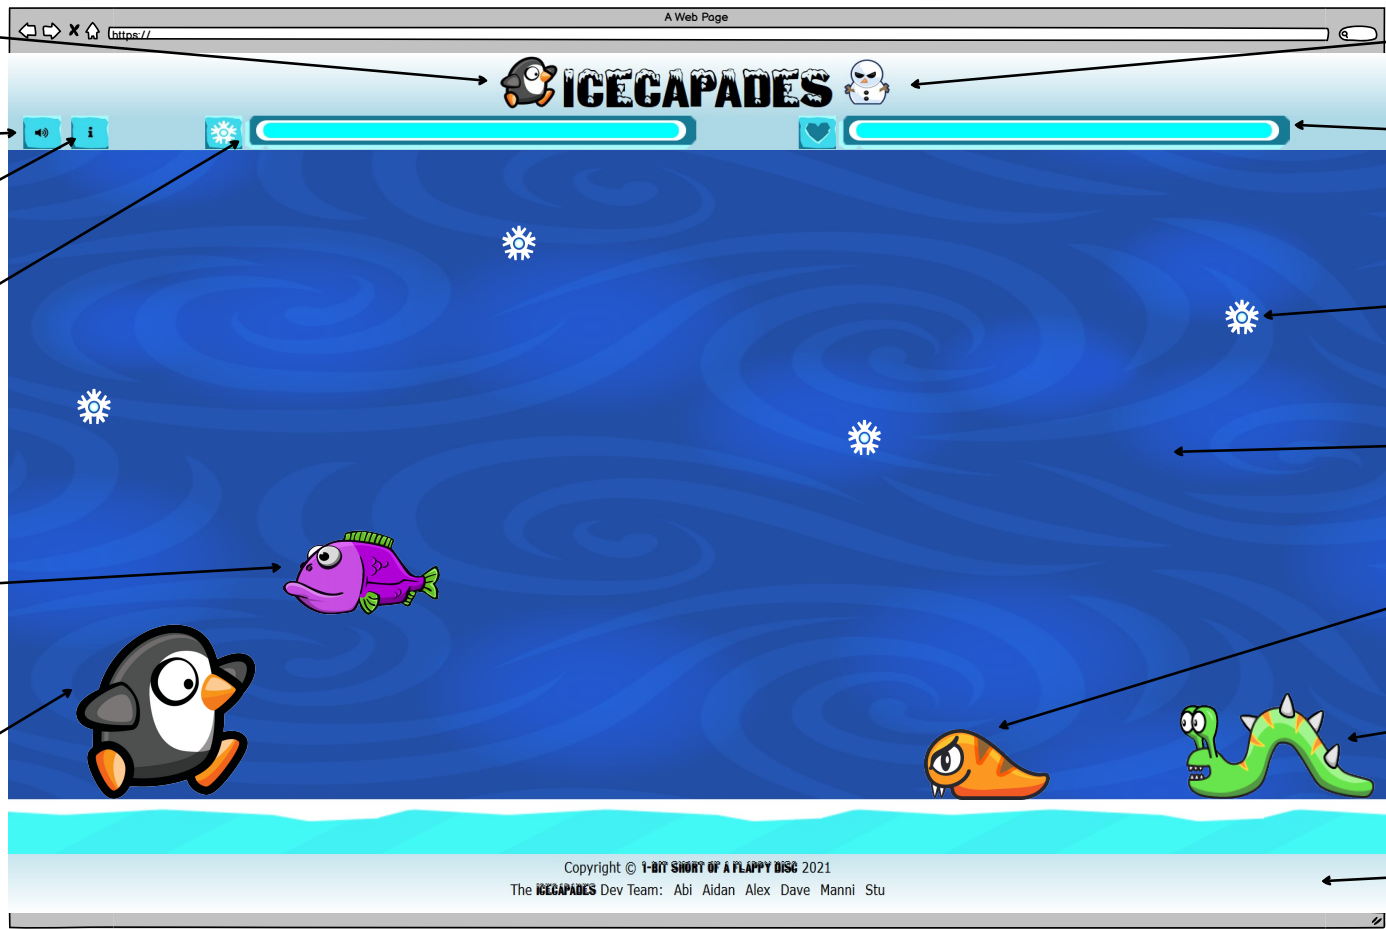 A Web Page
https://
ICECAPADES
i
Copyright © 1-BIT SHORT OF A FLAPPY DISC 2021
The ICECAPADES Dev Team: Abi Aidan Alex Dave Manni Stu